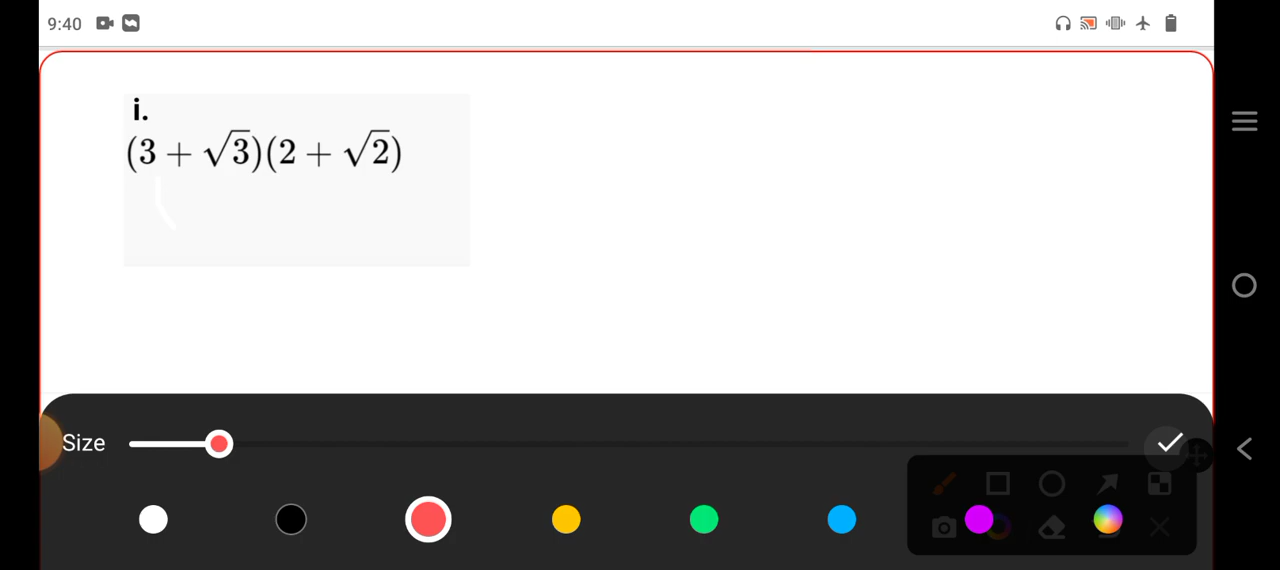 9:40
i.
(3 + √3)(2 + √2)
Size